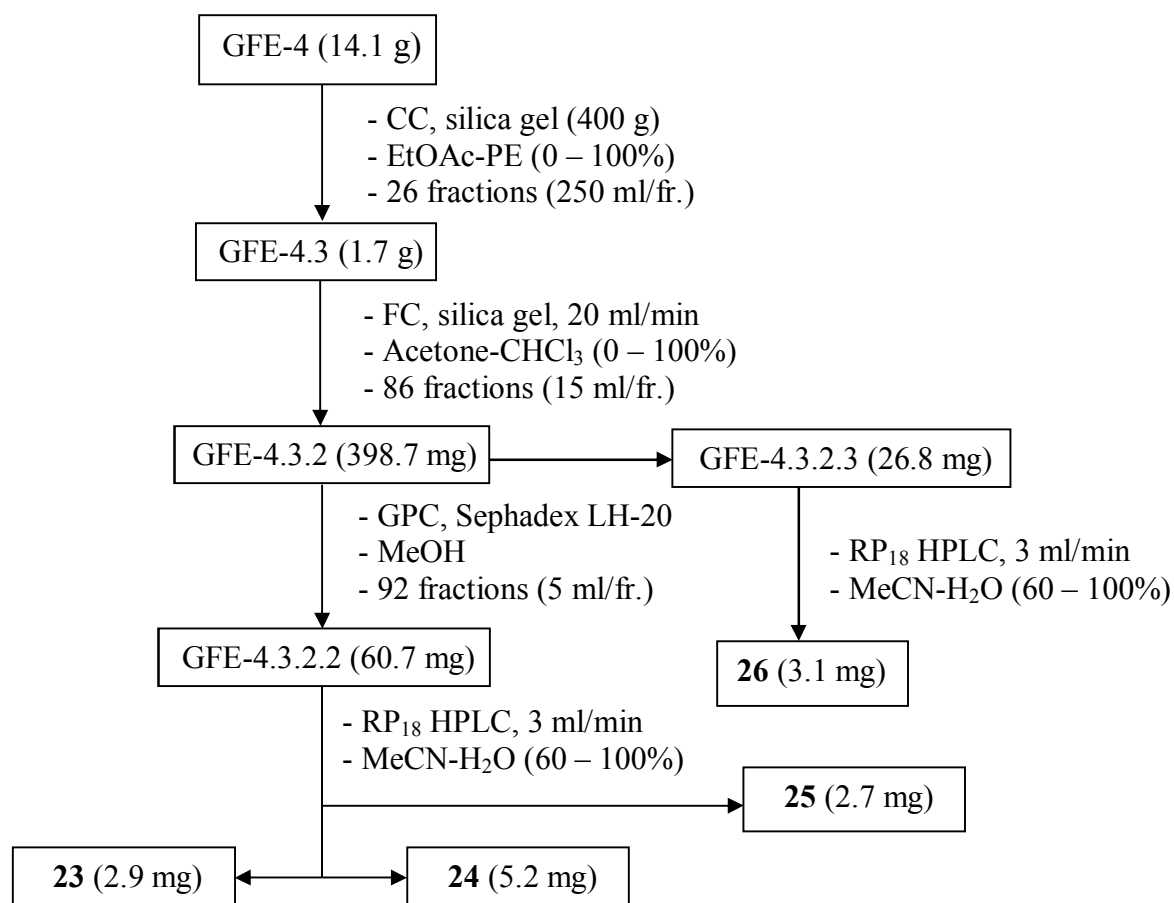 GFE-4 (14.1 g)
- CC, silica gel (400 g)
- EtOAc-PE (0 – 100%)
- 26 fractions (250 ml/fr.)
GFE-4.3 (1.7 g)
- FC, silica gel, 20 ml/min
- Acetone-CHCl₃ (0 – 100%)
- 86 fractions (15 ml/fr.)
GFE-4.3.2 (398.7 mg)
GFE-4.3.2.3 (26.8 mg)
- GPC, Sephadex LH-20
- MeOH
- 92 fractions (5 ml/fr.)
- RP₁₈ HPLC, 3 ml/min
- MeCN-H₂O (60 – 100%)
GFE-4.3.2.2 (60.7 mg)
26 (3.1 mg)
- RP₁₈ HPLC, 3 ml/min
- MeCN-H₂O (60 – 100%)
25 (2.7 mg)
23 (2.9 mg)
24 (5.2 mg)